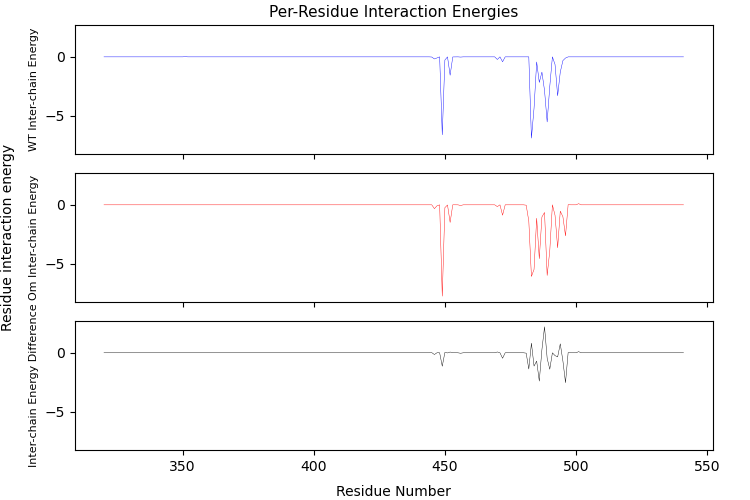 Per-Residue Interaction Energies
WT Inter-chain Energy
0
−5
Residue interaction energy
Om Inter-chain Energy
0
−5
Inter-chain Energy Difference
0
−5
350
400
450
500
550
Residue Number